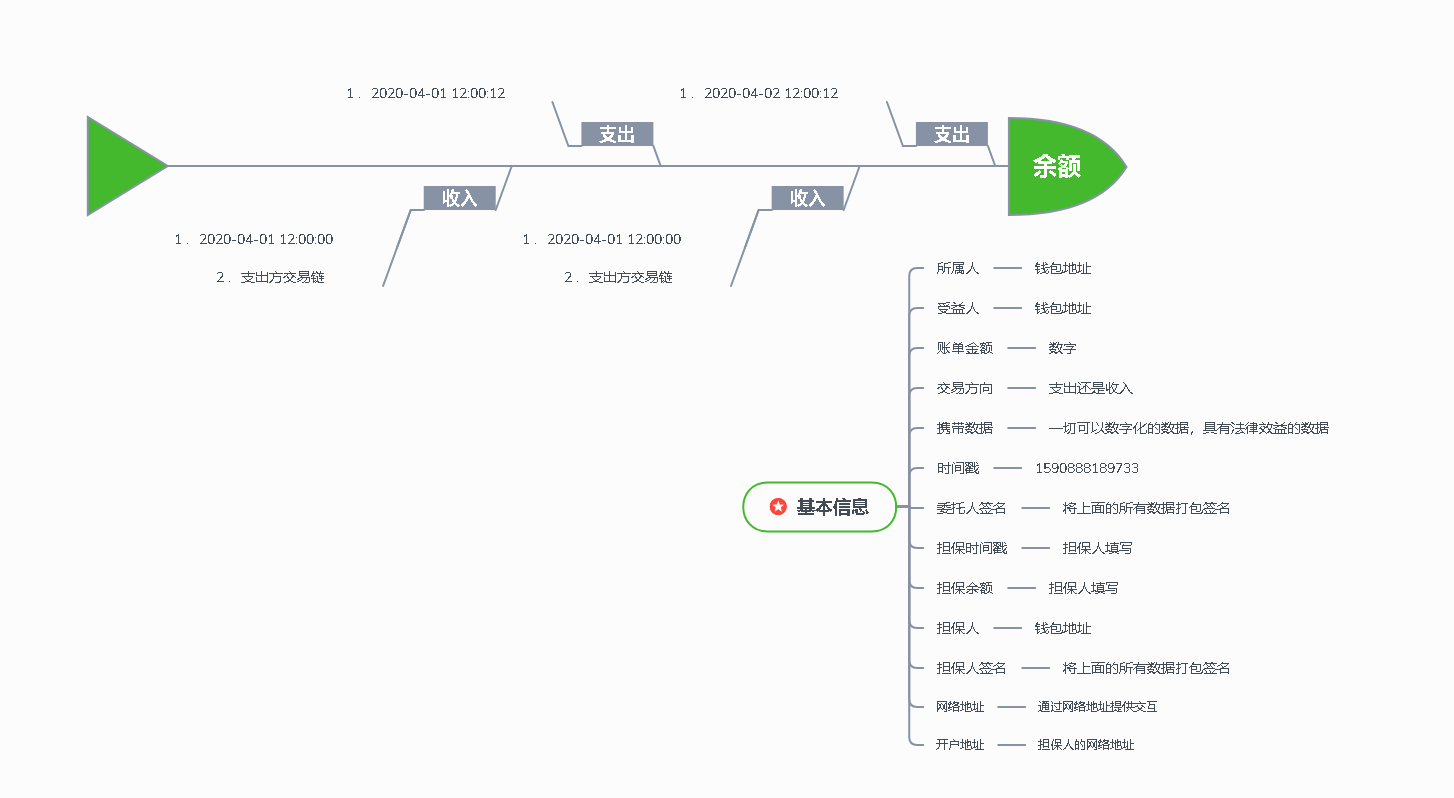 1. 2020-04-01 12:00:12
支出
1. 2020-04-02 12:00:12
支出
余额
收入
1. 2020-04-01 12:00:00
2. 支出方交易链
收入
1. 2020-04-01 12:00:00
2. 支出方交易链
基本信息
所属人 钱包地址
受益人 钱包地址
账单金额 数字
交易方向 支出还是收入
携带数据 一切可以数字化的数据，具有法律效益的数据
时间戳 1590888189733
委托人签名 将上面的所有数据打包签名
担保时间戳 担保人填写
担保余额 担保人填写
担保人 钱包地址
担保人签名 将上面的所有数据打包签名
网络地址 通过网络地址提供交互
开户地址 担保人的网络地址